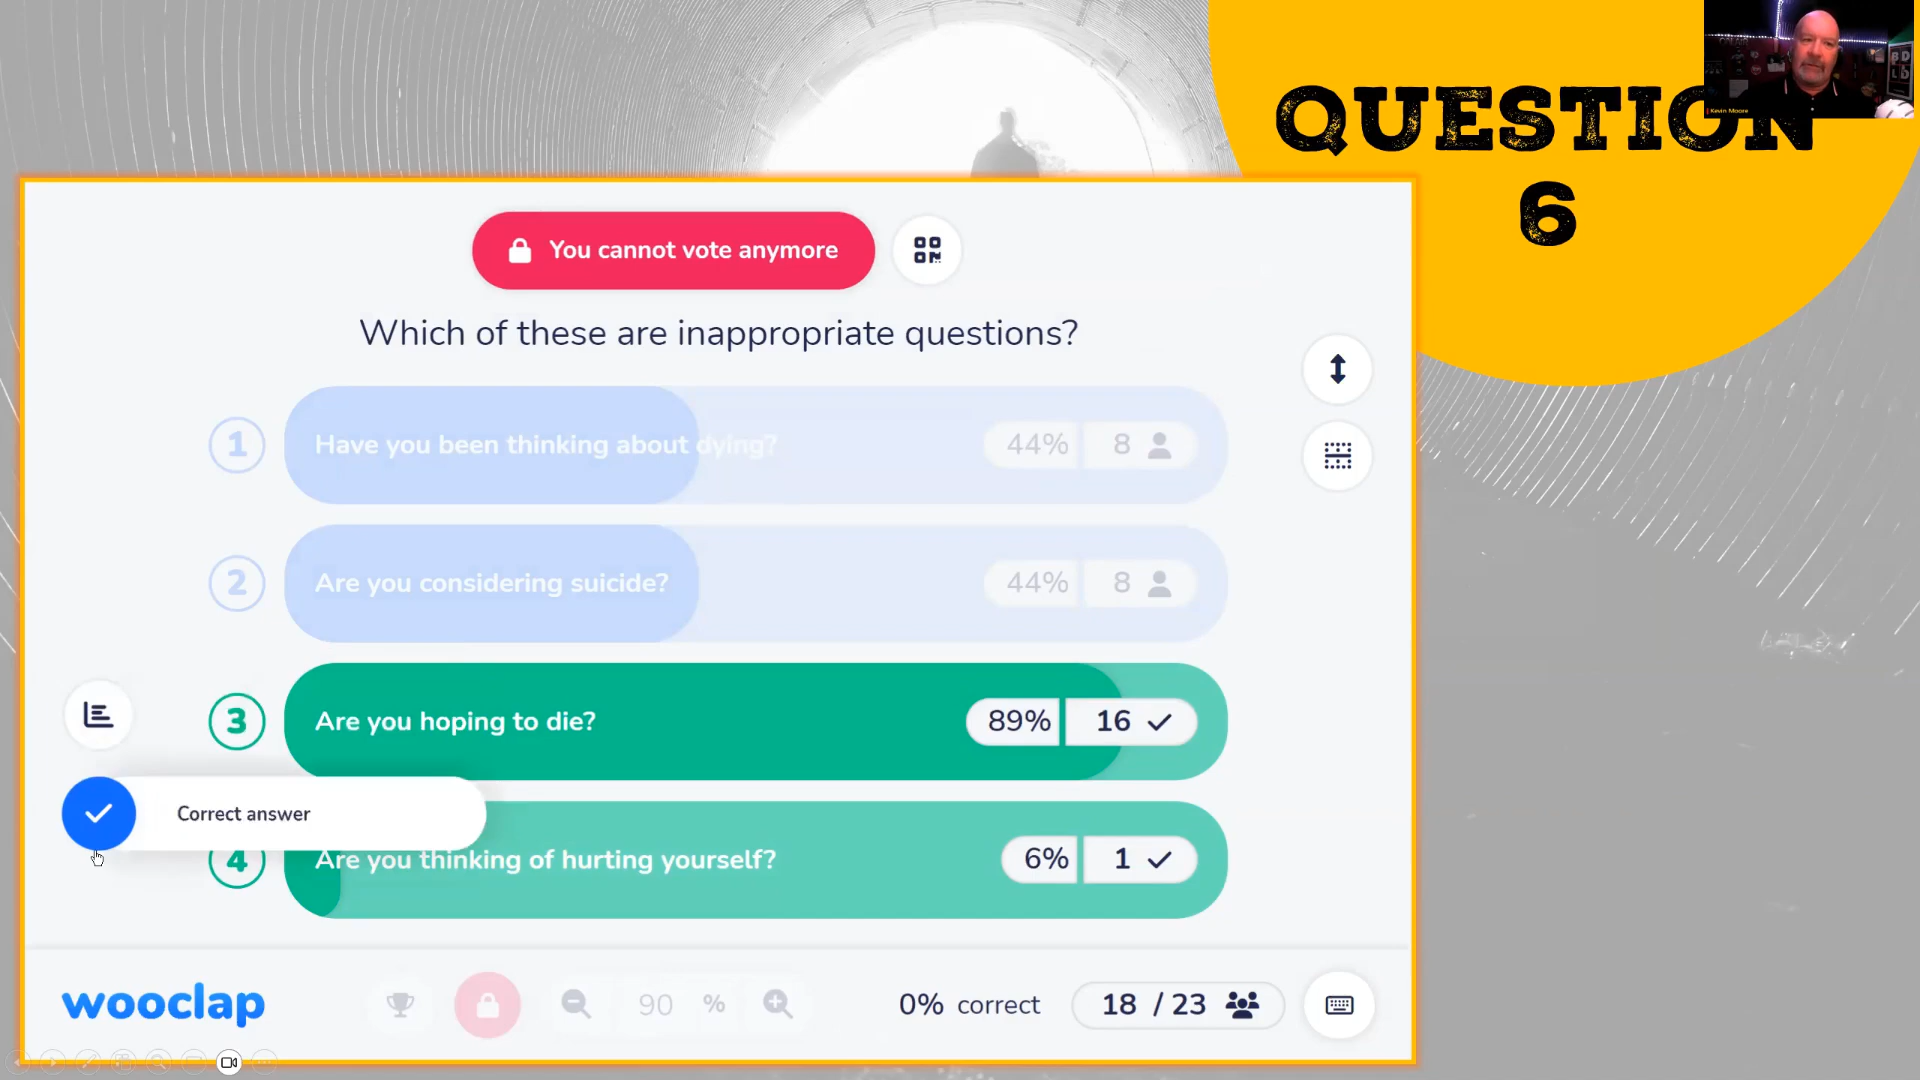 QUESTION
6
Kevin Moore
You cannot vote anymore
Which of these are inappropriate questions?
1 Have you been thinking about dying? 44% 8
2 Are you considering suicide? 44% 8
3 Are you hoping to die? 89% 16
Correct answer
4 Are you thinking of hurting yourself? 6% 1
wooclap 90 % 0% correct 18 / 23